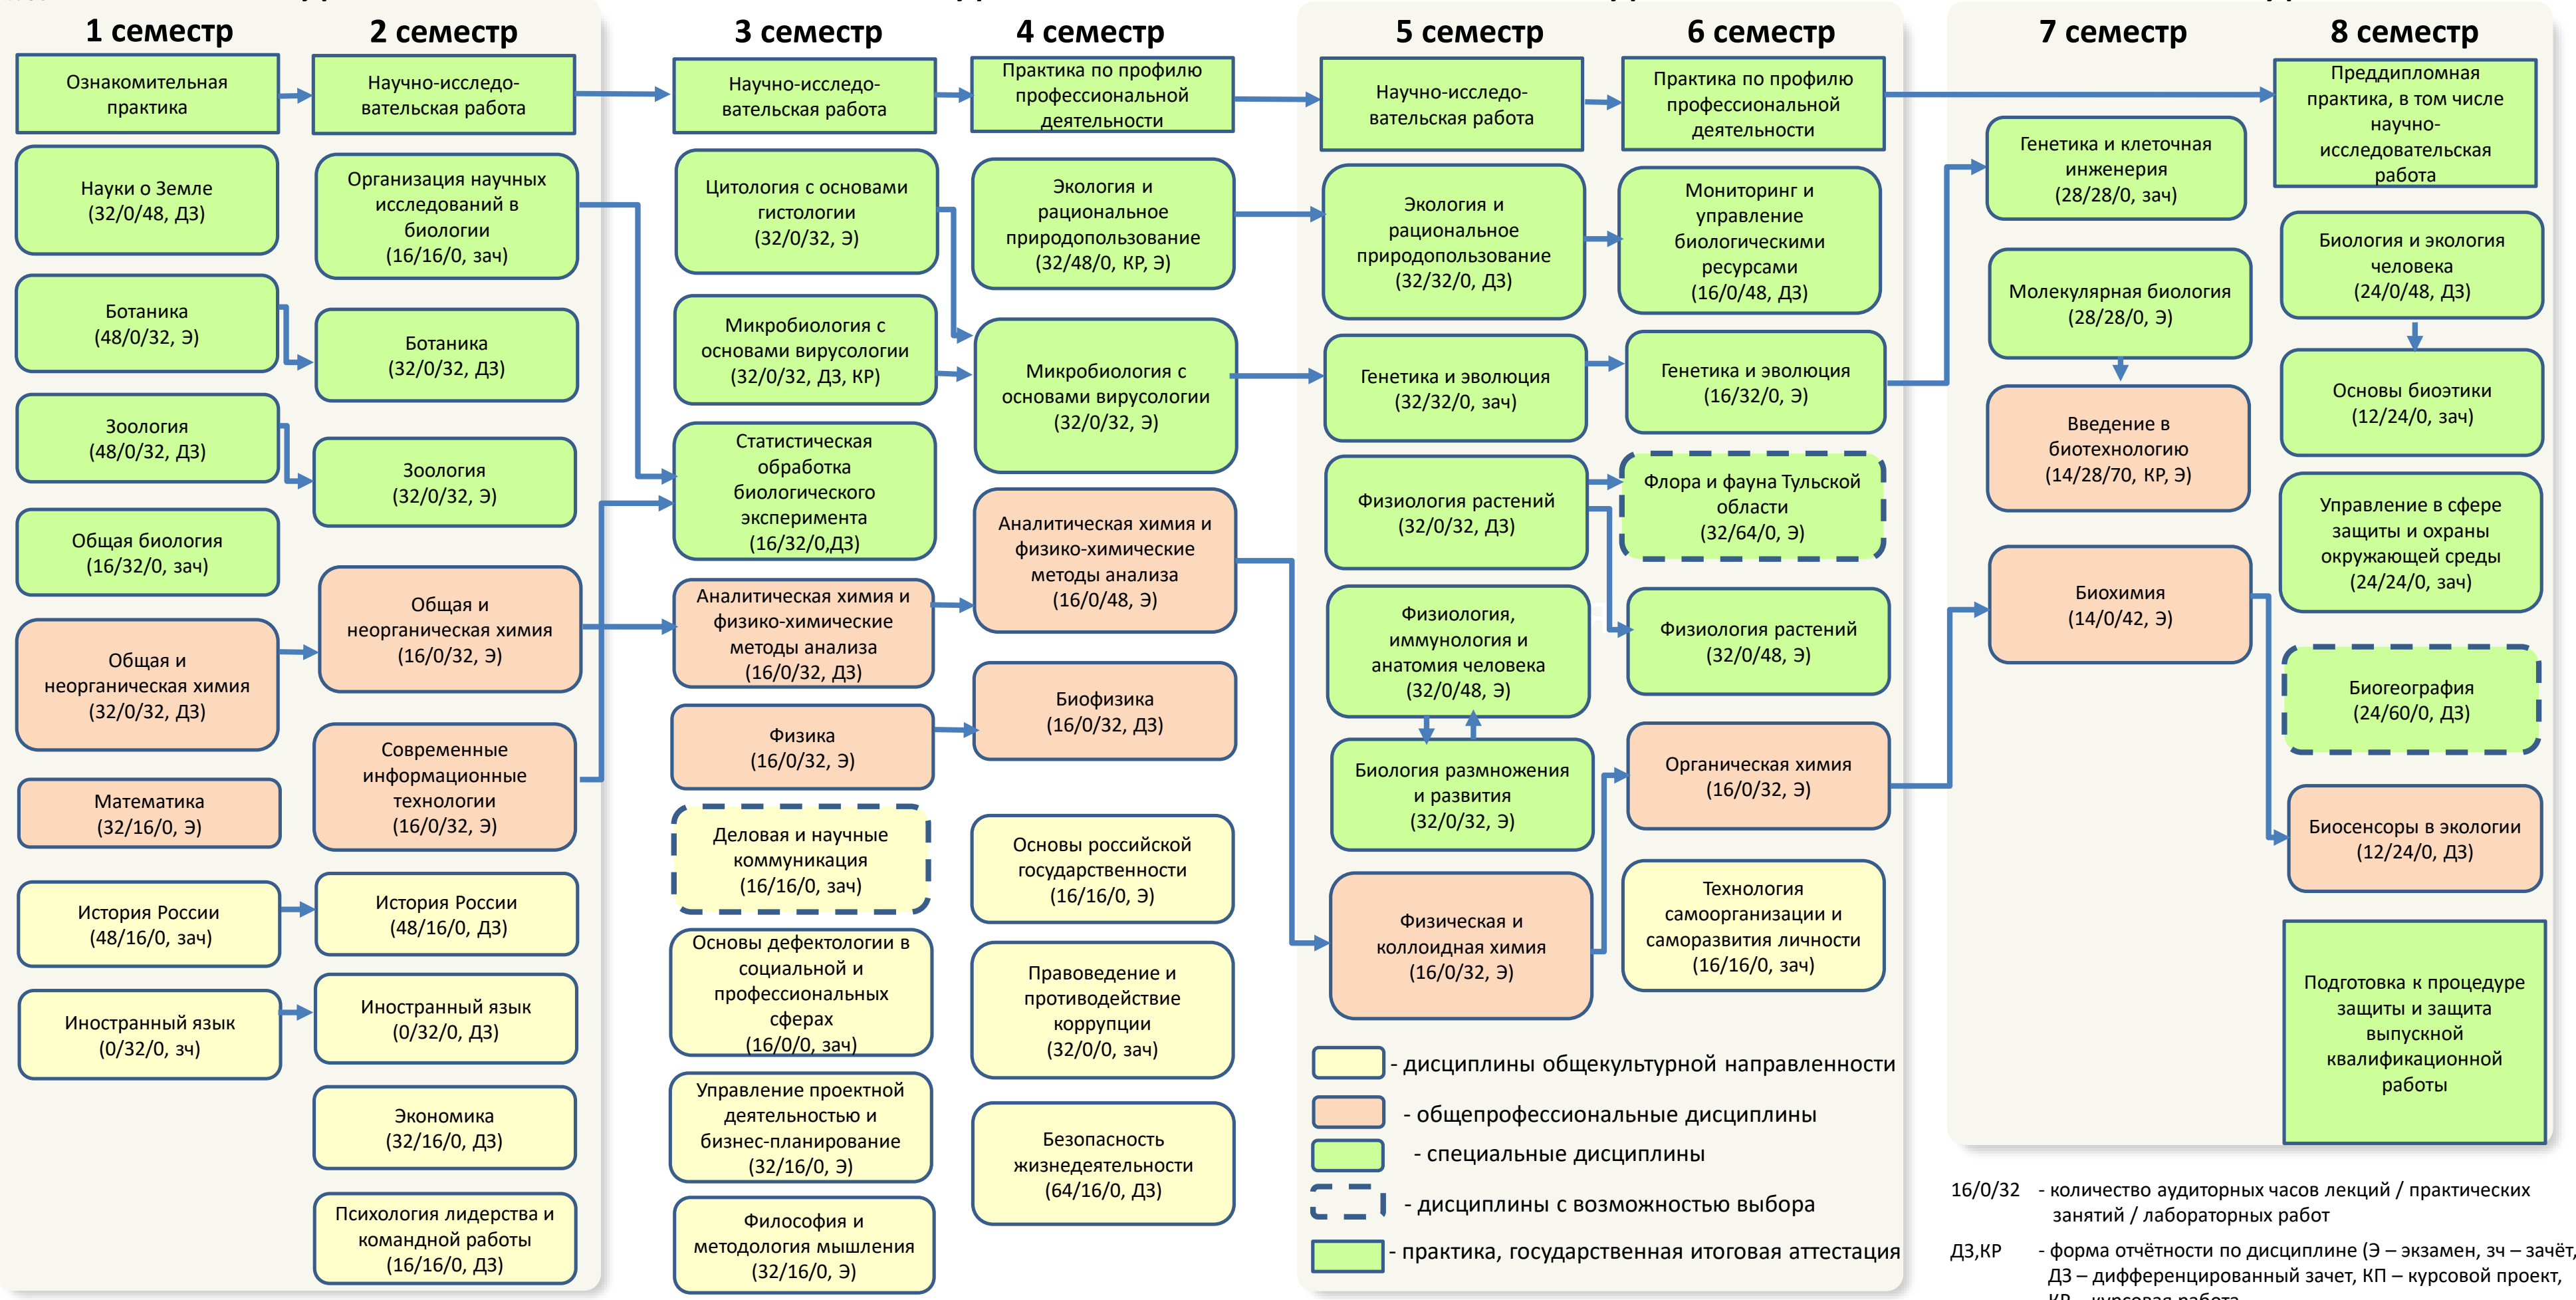 1 семестр
Ознакомительная
практика
Науки о Земле
(32/0/48, ДЗ)
Ботаника
(48/0/32, Э)
Зоология
(48/0/32, ДЗ)
Общая биология
(16/32/0, зач)
Общая и
неорганическая химия
(32/0/32, ДЗ)
Математика
(32/16/0, Э)
История России
(48/16/0, зач)
Иностранный язык
(0/32/0, зч)
2 семестр
Научно-исследо-
вательская работа
Организация научных
исследований в
биологии
(16/16/0, зач)
Ботаника
(32/0/32, ДЗ)
Зоология
(32/0/32, Э)
Общая и
неорганическая химия
(16/0/32, Э)
Современные
информационные
технологии
(16/0/32, Э)
История России
(48/16/0, ДЗ)
Иностранный язык
(0/32/0, ДЗ)
Экономика
(32/16/0, ДЗ)
Психология лидерства и
командной работы
(16/16/0, ДЗ)
3 семестр
Научно-исследо-
вательская работа
Цитология с основами
гистологии
(32/0/32, Э)
Микробиология с
основами вирусологии
(32/0/32, ДЗ, КР)
Статистическая
обработка
биологического
эксперимента
(16/32/0,ДЗ)
Аналитическая химия и
физико-химические
методы анализа
(16/0/32, ДЗ)
Физика
(16/0/32, Э)
Деловая и научные
коммуникация
(16/16/0, зач)
Основы дефектологии в
социальной и
профессиональных
сферах
(16/0/0, зач)
Управление проектной
деятельностью и
бизнес-планирование
(32/16/0, Э)
Философия и
методология мышления
(32/16/0, Э)
4 семестр
Практика по профилю
профессиональной
деятельности
Экология и
рациональное
природопользование
(32/48/0, КР, Э)
Микробиология с
основами вирусологии
(32/0/32, Э)
Аналитическая химия и
физико-химические
методы анализа
(16/0/48, Э)
Биофизика
(16/0/32, ДЗ)
Основы российской
государственности
(16/16/0, Э)
Правоведение и
противодействие
коррупции
(32/0/0, зач)
Безопасность
жизнедеятельности
(64/16/0, ДЗ)
5 семестр
Научно-исследо-
вательская работа
Экология и
рациональное
природопользование
(32/32/0, ДЗ)
Генетика и эволюция
(32/32/0, зач)
Физиология растений
(32/0/32, ДЗ)
Физиология,
иммунология и
анатомия человека
(32/0/48, Э)
Биология размножения
и развития
(32/0/32, Э)
Физическая и
коллоидная химия
(16/0/32, Э)
6 семестр
Практика по профилю
профессиональной
деятельности
Мониторинг и
управление
биологическими
ресурсами
(16/0/48, ДЗ)
Генетика и эволюция
(16/32/0, Э)
Флора и фауна Тульской
области
(32/64/0, Э)
Физиология растений
(32/0/48, Э)
Органическая химия
(16/0/32, Э)
Технология
самоорганизации и
саморазвития личности
(16/16/0, зач)
- дисциплины общекультурной направленности
- общепрофессиональные дисциплины
- специальные дисциплины
- дисциплины с возможностью выбора
- практика, государственная итоговая аттестация
7 семестр
Генетика и клеточная
инженерия
(28/28/0, зач)
Молекулярная биология
(28/28/0, Э)
Введение в
биотехнологию
(14/28/70, КР, Э)
Биохимия
(14/0/42, Э)
8 семестр
Преддипломная
практика, в том числе
научно-
исследовательская
работа
Биология и экология
человека
(24/0/48, ДЗ)
Основы биоэтики
(12/24/0, зач)
Управление в сфере
защиты и охраны
окружающей среды
(24/24/0, зач)
Биогеография
(24/60/0, ДЗ)
Биосенсоры в экологии
(12/24/0, ДЗ)
Подготовка к процедуре
защиты и защита
выпускной
квалификационной
работы
16/0/32 - количество аудиторных часов лекций / практических
занятий / лабораторных работ
ДЗ,КР - форма отчётности по дисциплине (Э – экзамен, зч – зачёт,
ДЗ – дифференцированный зачет, КП – курсовой проект,
КР – курсовая работа